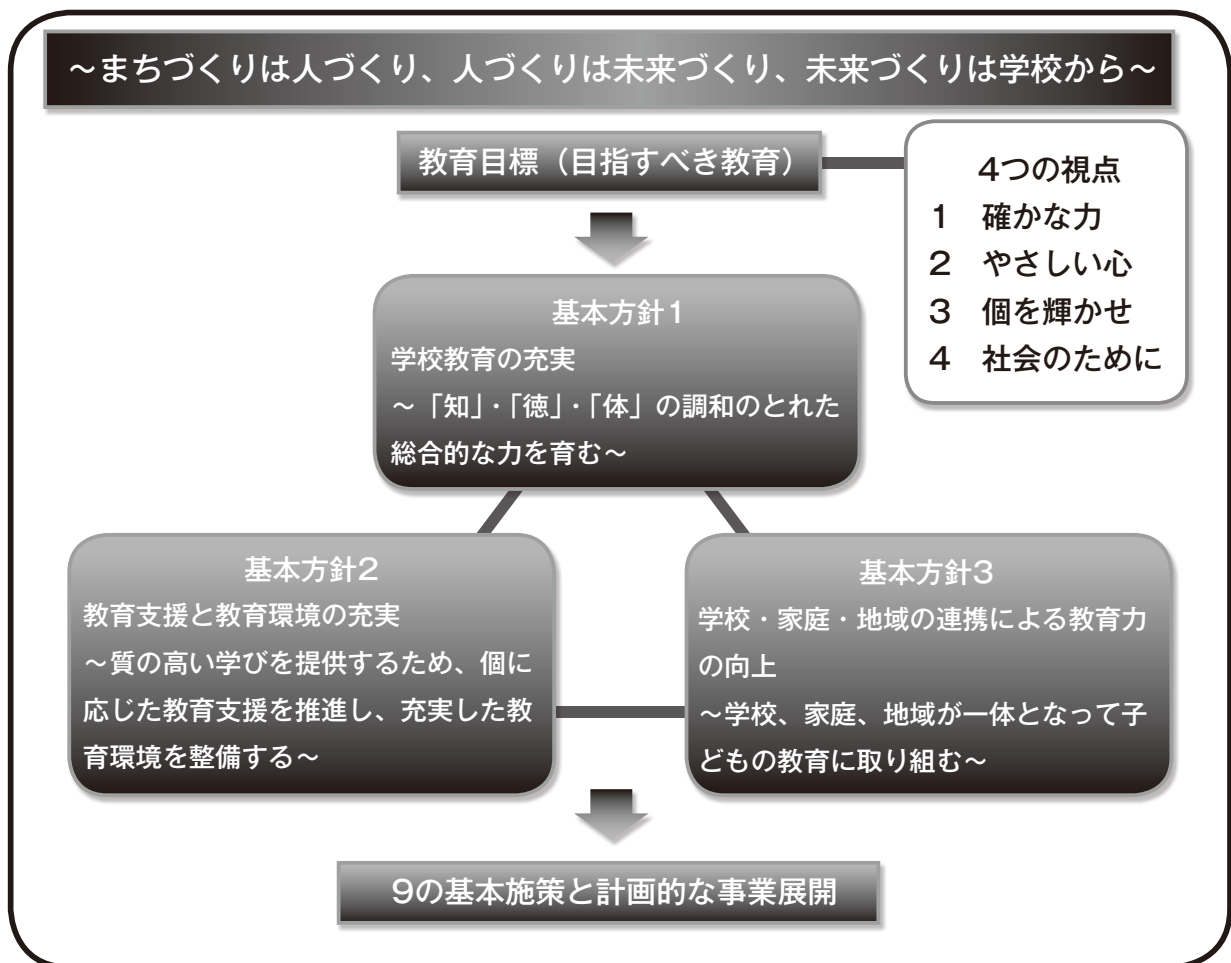 ～まちづくりは人づくり、人づくりは未来づくり、未来づくりは学校から～
教育目標（目指すべき教育）
4つの視点
1 確かな力
2 やさしい心
3 個を輝かせ
4 社会のために
基本方針1
学校教育の充実
～「知」・「徳」・「体」の調和のとれた
総合的な力を育む～
基本方針2
教育支援と教育環境の充実
～質の高い学びを提供するため、個に
応じた教育支援を推進し、充実した教
育環境を整備する～
基本方針3
学校・家庭・地域の連携による教育力
の向上
～学校、家庭、地域が一体となって子
どもの教育に取り組む～
9の基本施策と計画的な事業展開